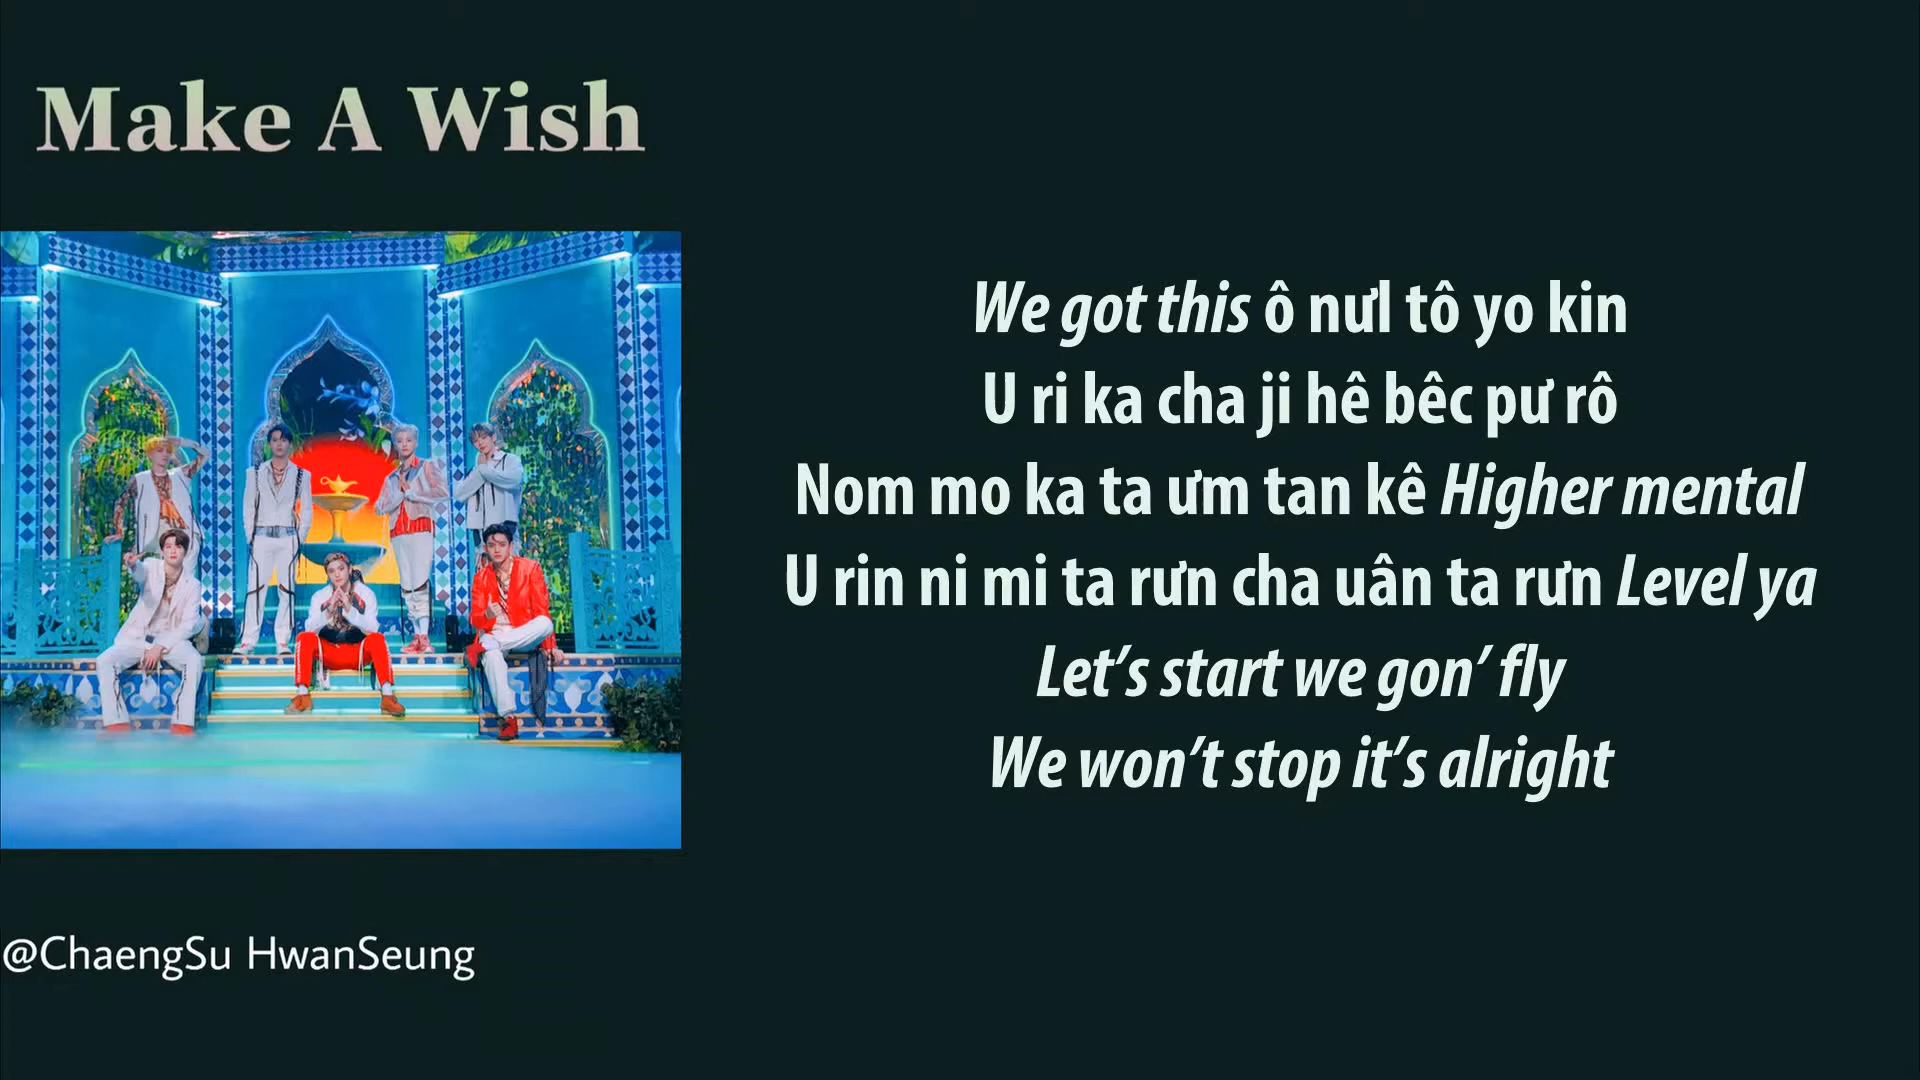 Make A Wish
We got this ô nưl tô yo kin
U ri ka cha ji hê bêc pư rô
Nom mo ka ta ưm tan kê Higher mental
U rin ni mi ta rưn cha uân ta rưn Level ya
Let’s start we gon’ fly
We won’t stop it’s alright
@ChaengSu HwanSeung